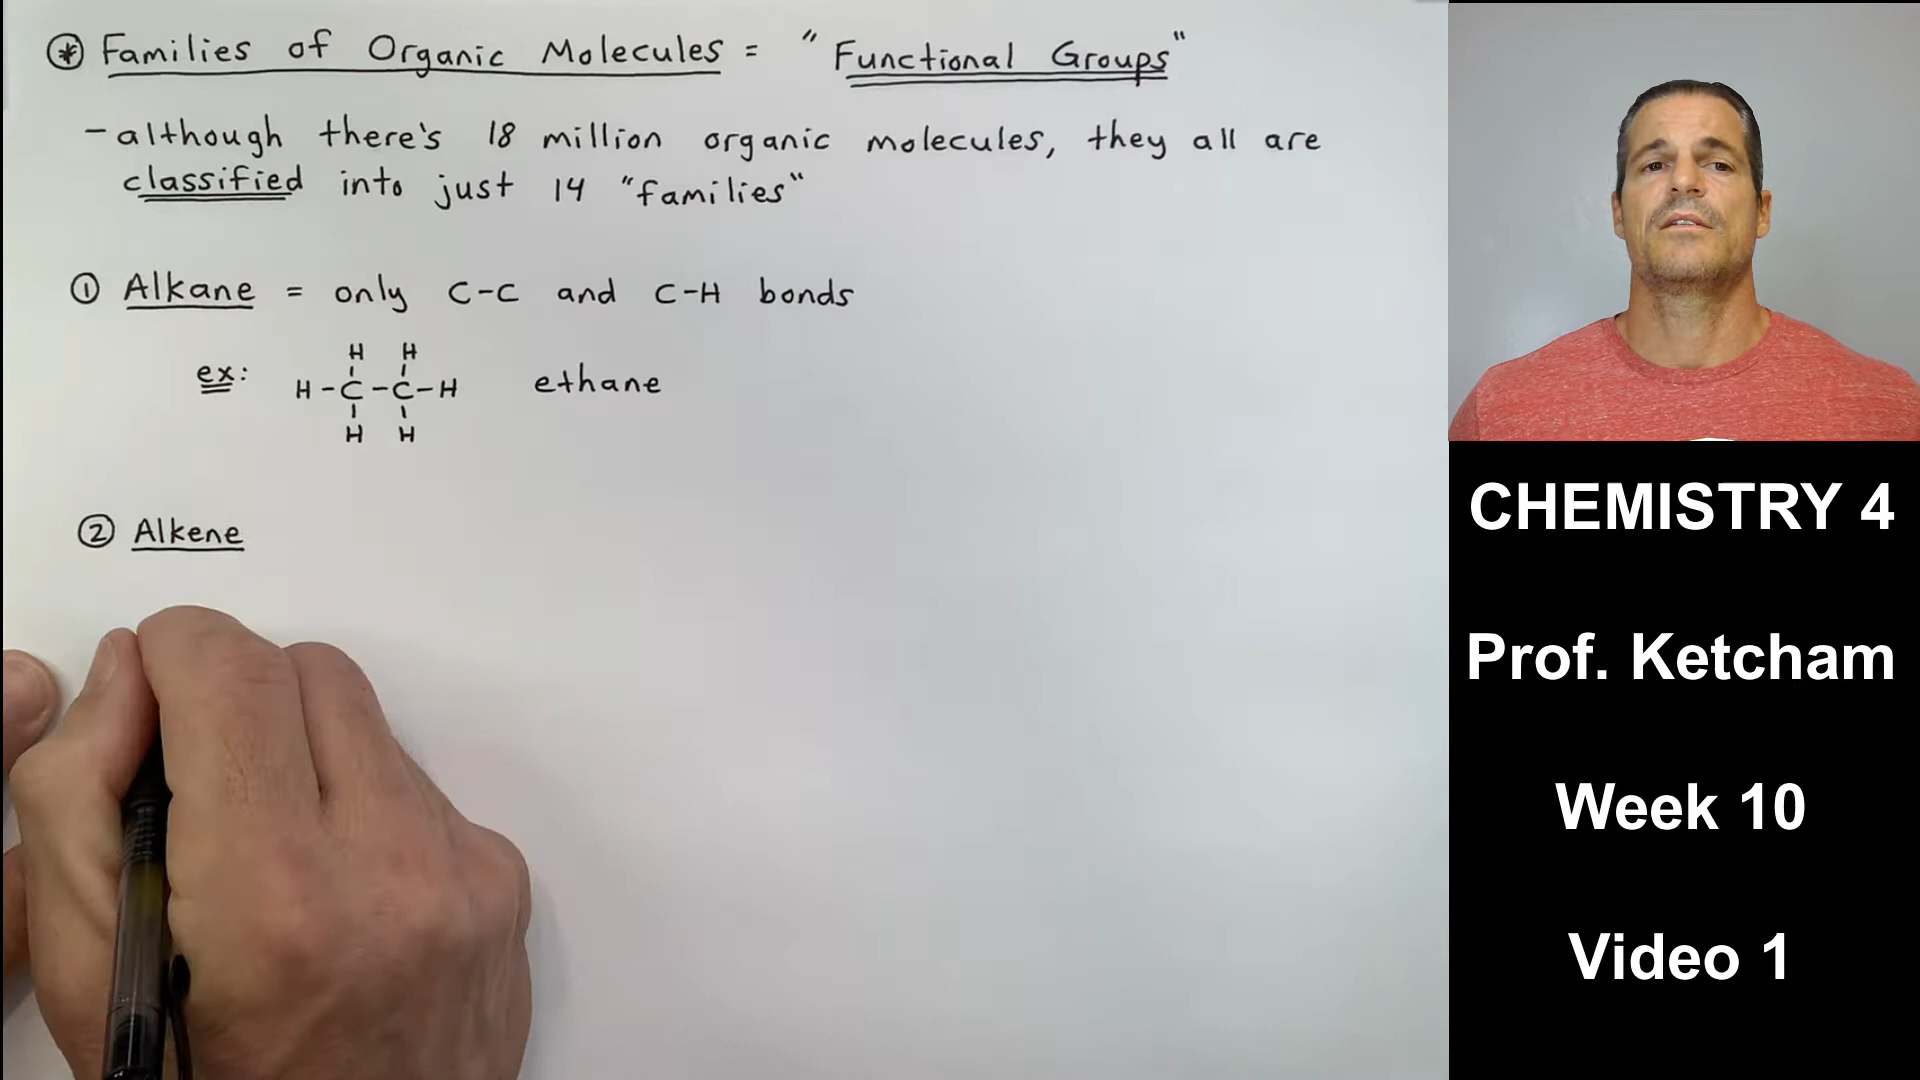 ⊛ Families of Organic Molecules = "Functional Groups"
- although there's 18 million organic molecules, they all are
classified into just 14 "families"
① Alkane = only C-C and C-H bonds
H H
ex: H-C-C-H ethane
H H
② Alkene
CHEMISTRY 4
Prof. Ketcham
Week 10
Video 1